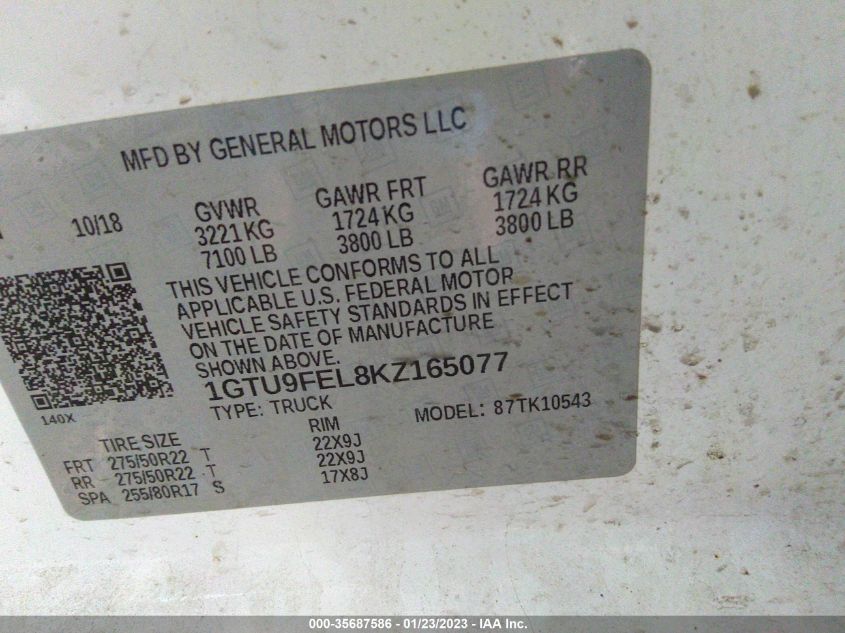 MFD BY GENERAL MOTORS LLC
10/18
GVWR GAWR FRT GAWR RR
3221 KG 1724 KG 1724 KG
7100 LB 3800 LB 3800 LB
THIS VEHICLE CONFORMS TO ALL
APPLICABLE U.S. FEDERAL MOTOR
VEHICLE SAFETY STANDARDS IN EFFECT
ON THE DATE OF MANUFACTURE
SHOWN ABOVE.
1GTU9FEL8KZ165077
TYPE: TRUCK MODEL: 87TK10543
140X
TIRE SIZE RIM
FRT 275/50R22 T 22X9J
RR 275/50R22 T 22X9J
SPA 255/80R17 S 17X8J
000-35687586 / 01/23/2023 / IAA Inc.